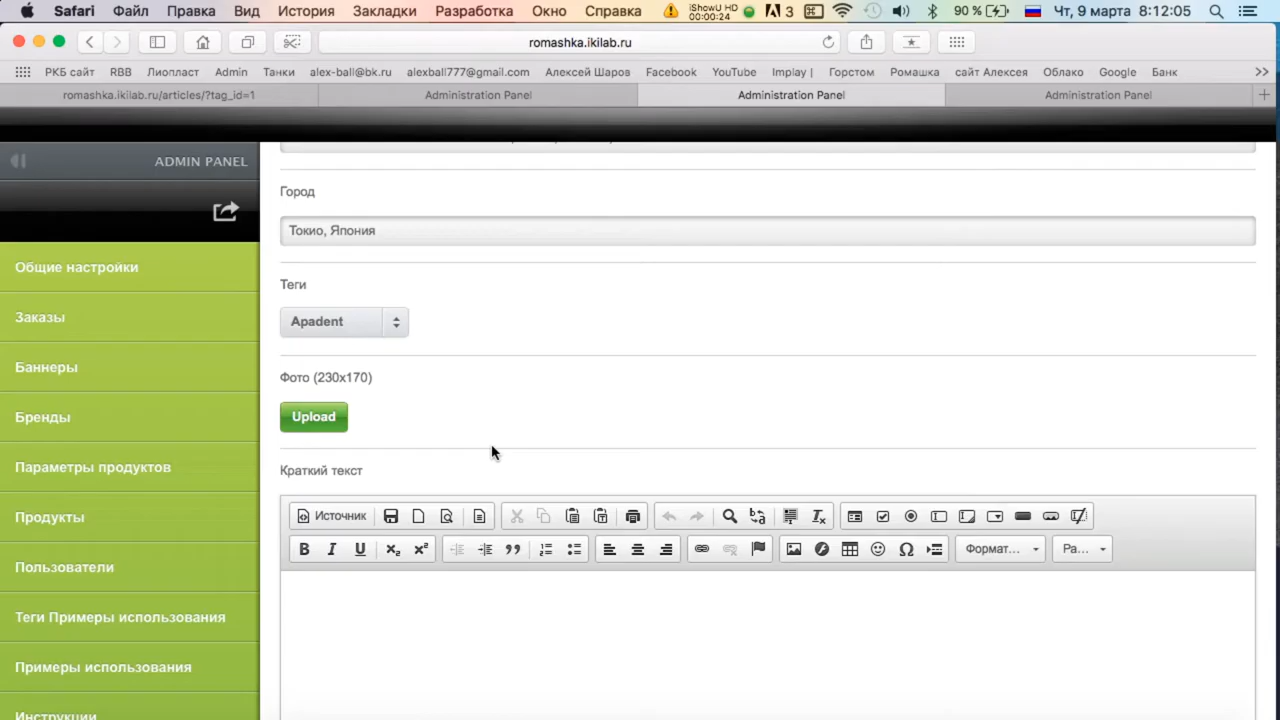 Safari Файл Правка Вид История Закладки Разработка Окно Справка iShowU HD 00:00:24 3 90 % Чт, 9 марта 8:12:05
romashka.ikilab.ru
РКБ сайт RBB Лиопласт Admin Танки alex-ball@bk.ru alexball777@gmail.com Алексей Шаров Facebook YouTube Implay | Горстом Ромашка сайт Алексея Облако Google Банк
romashka.ikilab.ru/articles/?tag_id=1 Administration Panel Administration Panel Administration Panel
ADMIN PANEL
Общие настройки
Заказы
Баннеры
Бренды
Параметры продуктов
Продукты
Пользователи
Теги Примеры использования
Примеры использования
Инструкции
Город
Токио, Япония
Теги
Apadent
Фото (230x170)
Upload
Краткий текст
Источник
B I U X₂ X² Формат... Ра...